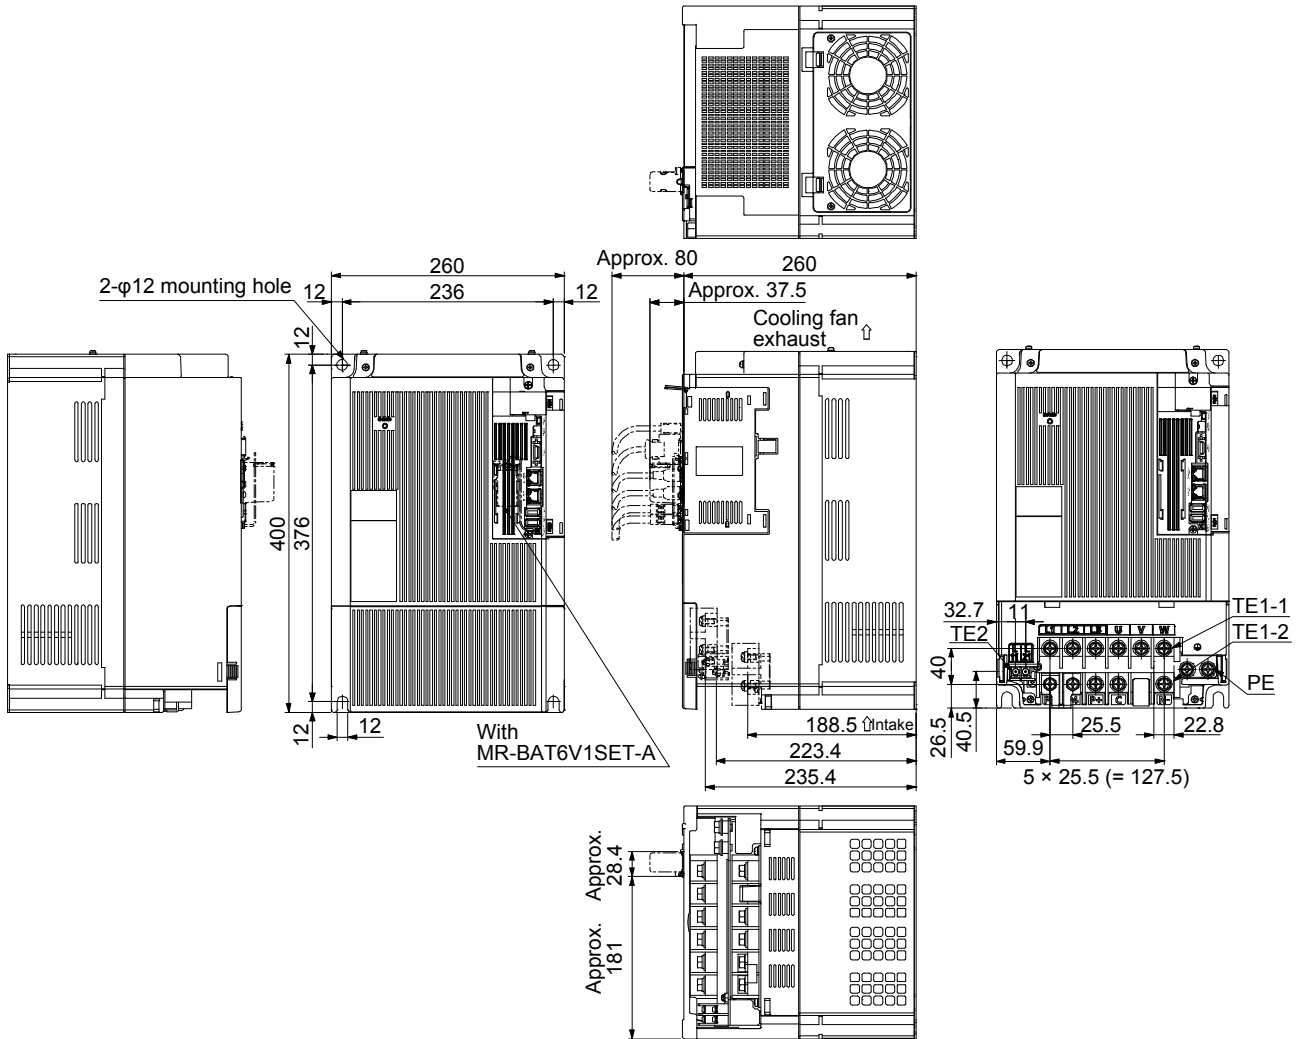 Approx. 80
260
260
2-φ12 mounting hole
12
236
12
Approx. 37.5
Cooling fan
exhaust
12
400
376
12
12
With
MR-BAT6V1SET-A
188.5
Intake
223.4
235.4
32.7
11
TE2
L1 L2 L3 U V W
TE1-1
TE1-2
PE
40
26.5
40.5
25.5
22.8
59.9
5 × 25.5 (= 127.5)
P+ C
Approx.
28.4
Approx.
181